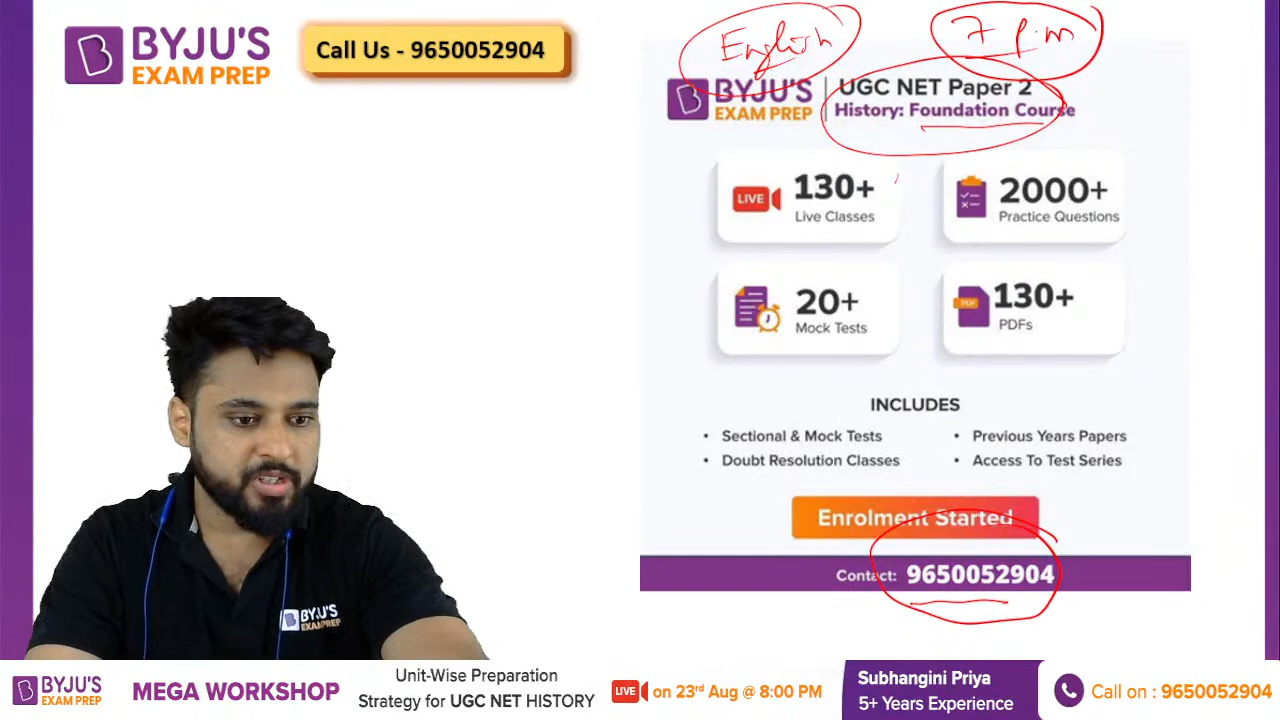 BYJU'S
EXAM PREP
Call Us - 9650052904
English
7 p.m
BYJU'S
EXAM PREP
UGC NET Paper 2
History: Foundation Course
LIVE
130+
Live Classes
2000+
Practice Questions
20+
Mock Tests
PDF
130+
PDFs
INCLUDES
• Sectional & Mock Tests
• Previous Years Papers
• Doubt Resolution Classes
• Access To Test Series
Enrolment Started
Contact: 9650052904
BYJU'S
EXAM PREP
BYJU'S
EXAM PREP
MEGA WORKSHOP
Unit-Wise Preparation
Strategy for UGC NET HISTORY
LIVE on 23rd Aug @ 8:00 PM
Subhangini Priya
5+ Years Experience
Call on : 9650052904